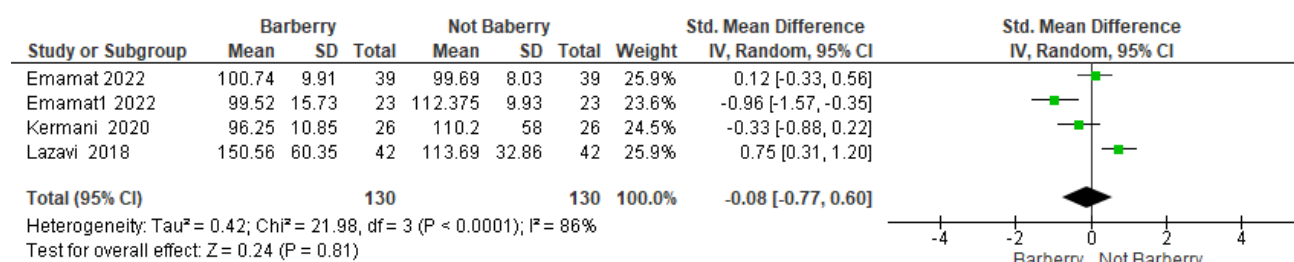 Barberry Not Baberry Std. Mean Difference Std. Mean Difference
Study or Subgroup Mean SD Total Mean SD Total Weight IV, Random, 95% CI IV, Random, 95% CI
Emamat 2022 100.74 9.91 39 99.69 8.03 39 25.9% 0.12 [-0.33, 0.56]
Emamat1 2022 99.52 15.73 23 112.375 9.93 23 23.6% -0.96 [-1.57, -0.35]
Kermani 2020 96.25 10.85 26 110.2 58 26 24.5% -0.33 [-0.88, 0.22]
Lazavi 2018 150.56 60.35 42 113.69 32.86 42 25.9% 0.75 [0.31, 1.20]
Total (95% CI) 130 130 100.0% -0.08 [-0.77, 0.60]
Heterogeneity: Tau² = 0.42; Chi² = 21.98, df = 3 (P < 0.0001); I² = 86%
Test for overall effect: Z = 0.24 (P = 0.81)
-4 -2 0 2 4
Barberry Not Barberry